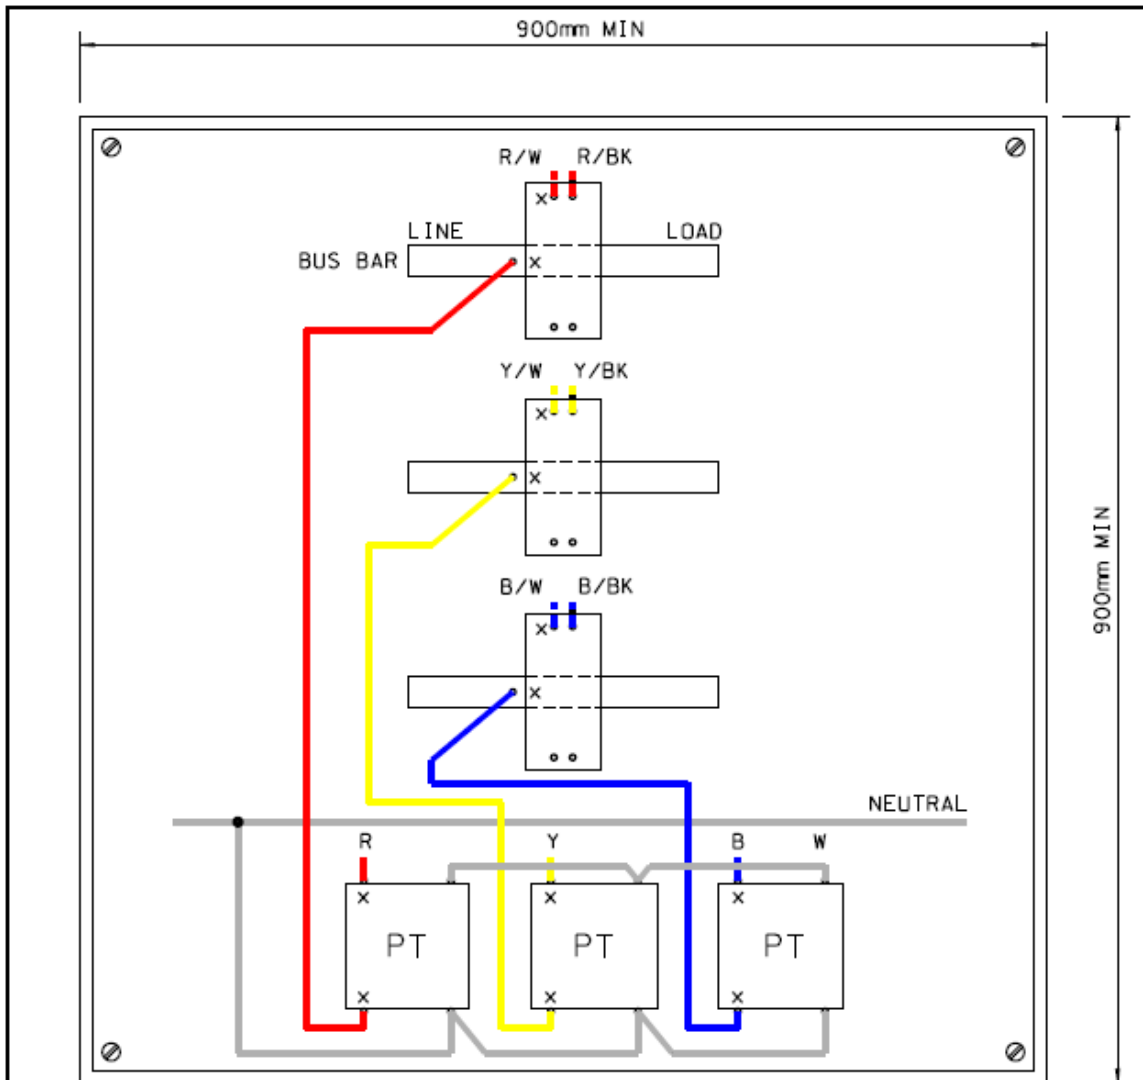 900mm MIN
R/W R/BK
LINE LOAD
BUS BAR
Y/W Y/BK
900mm MIN
B/W B/BK
NEUTRAL
R Y B W
PT PT PT